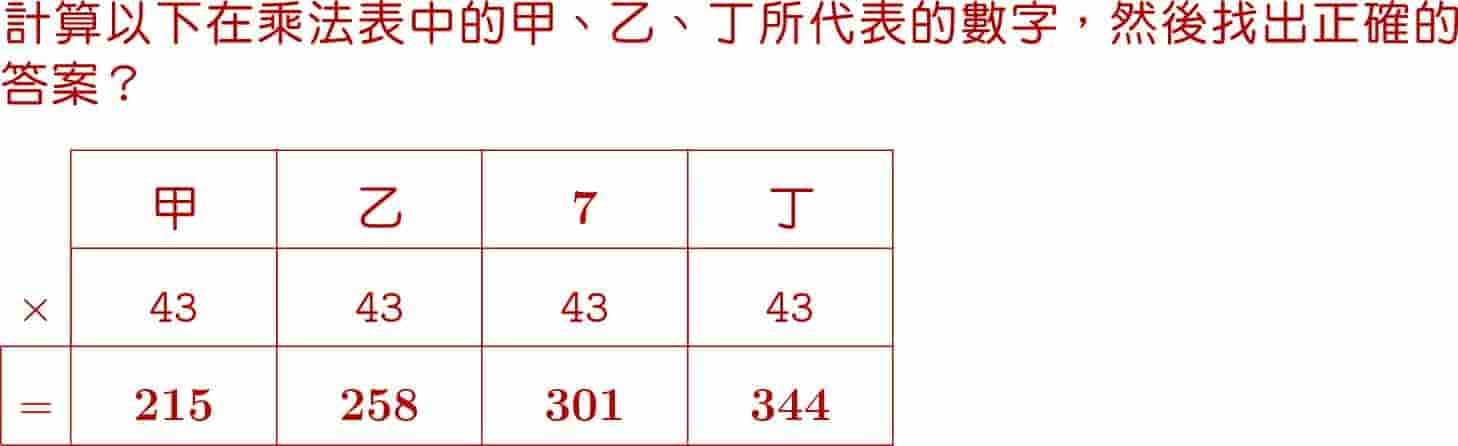 計算以下在乘法表中的甲、乙、丁所代表的數字，然後找出正確的
答案？
甲 乙 7 丁
× 43 43 43 43
= 215 258 301 344